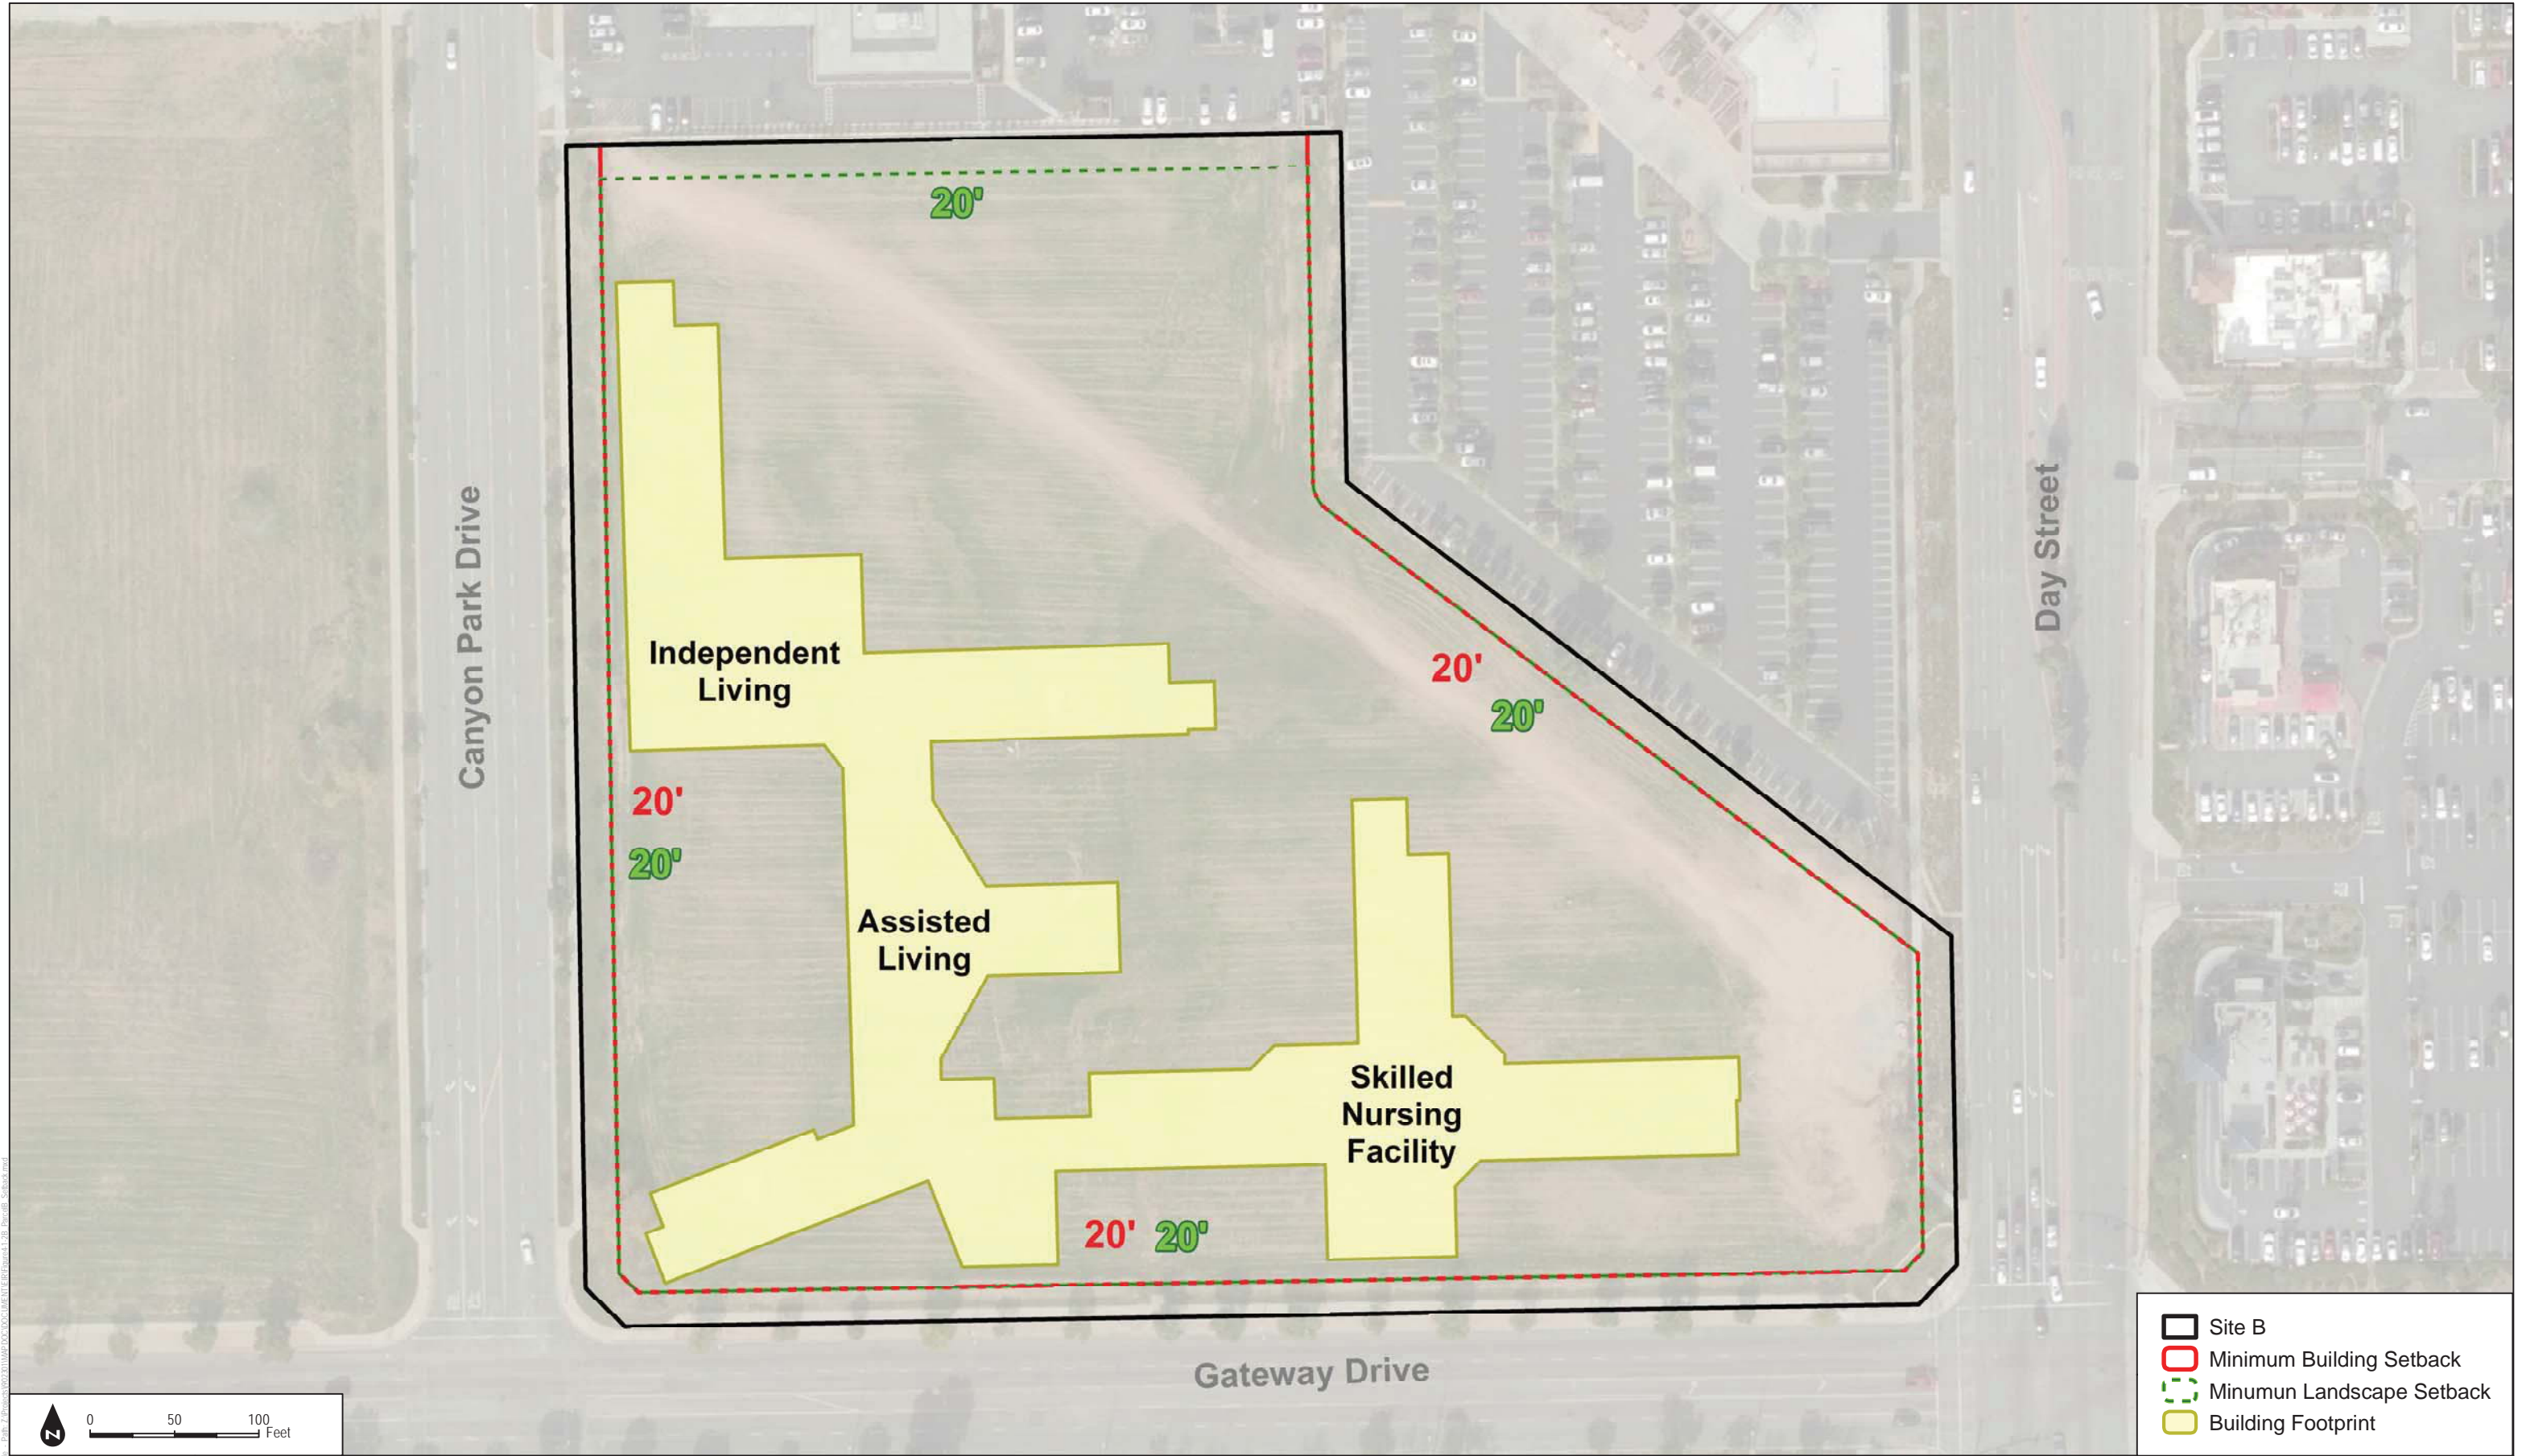 20'
Canyon Park Drive
Day Street
Independent
Living
20'
20'
20'
20'
Assisted
Living
Skilled
Nursing
Facility
20' 20'
Gateway Drive
Site B
Minimum Building Setback
Minumun Landscape Setback
Building Footprint
N
0 50 100
Feet